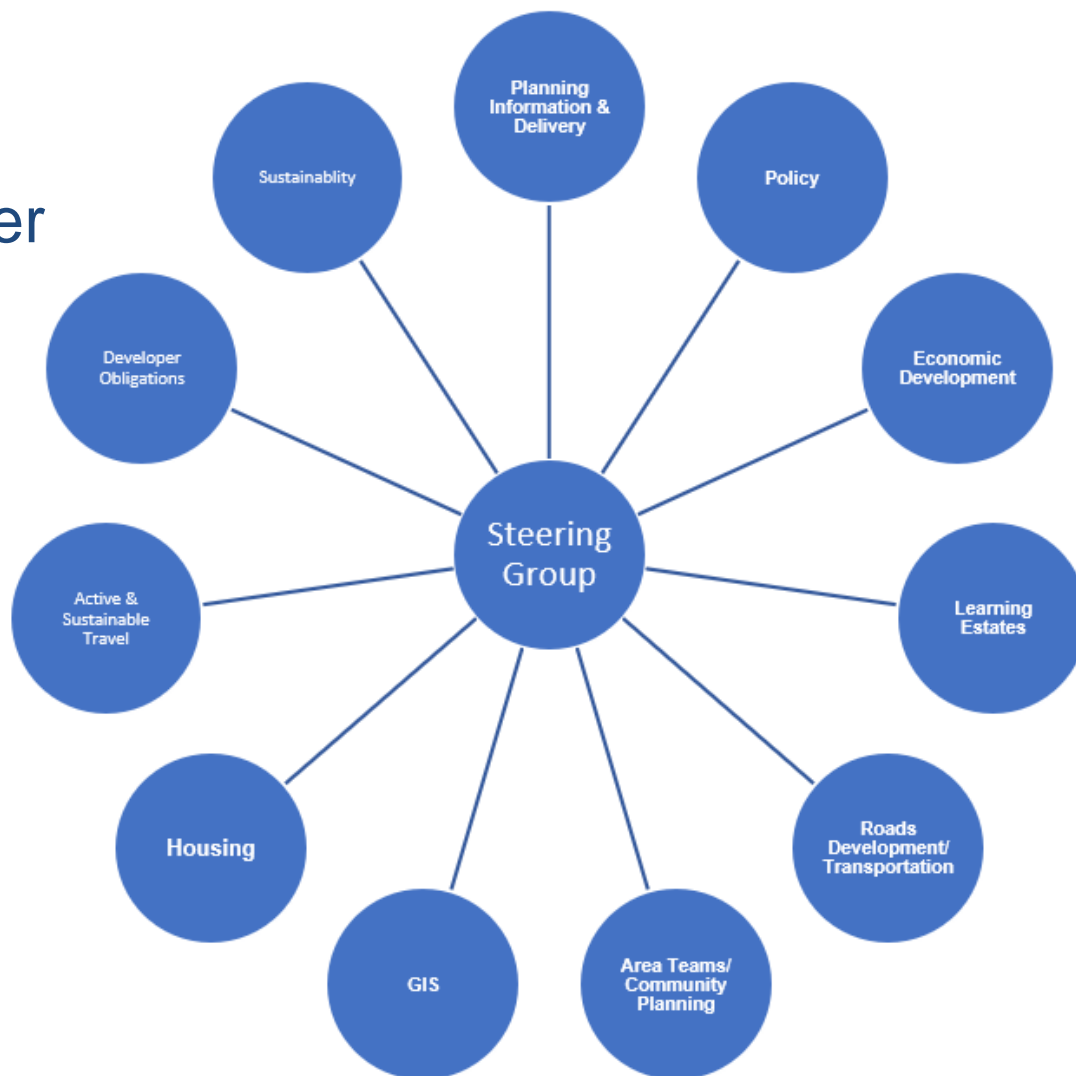 er
Planning
Information &
Delivery
Policy
Economic
Development
Learning
Estates
Roads
Development/
Transportation
Area Teams/
Community
Planning
GIS
Housing
Active &
Sustainable
Travel
Developer
Obligations
Sustainablity
Steering
Group